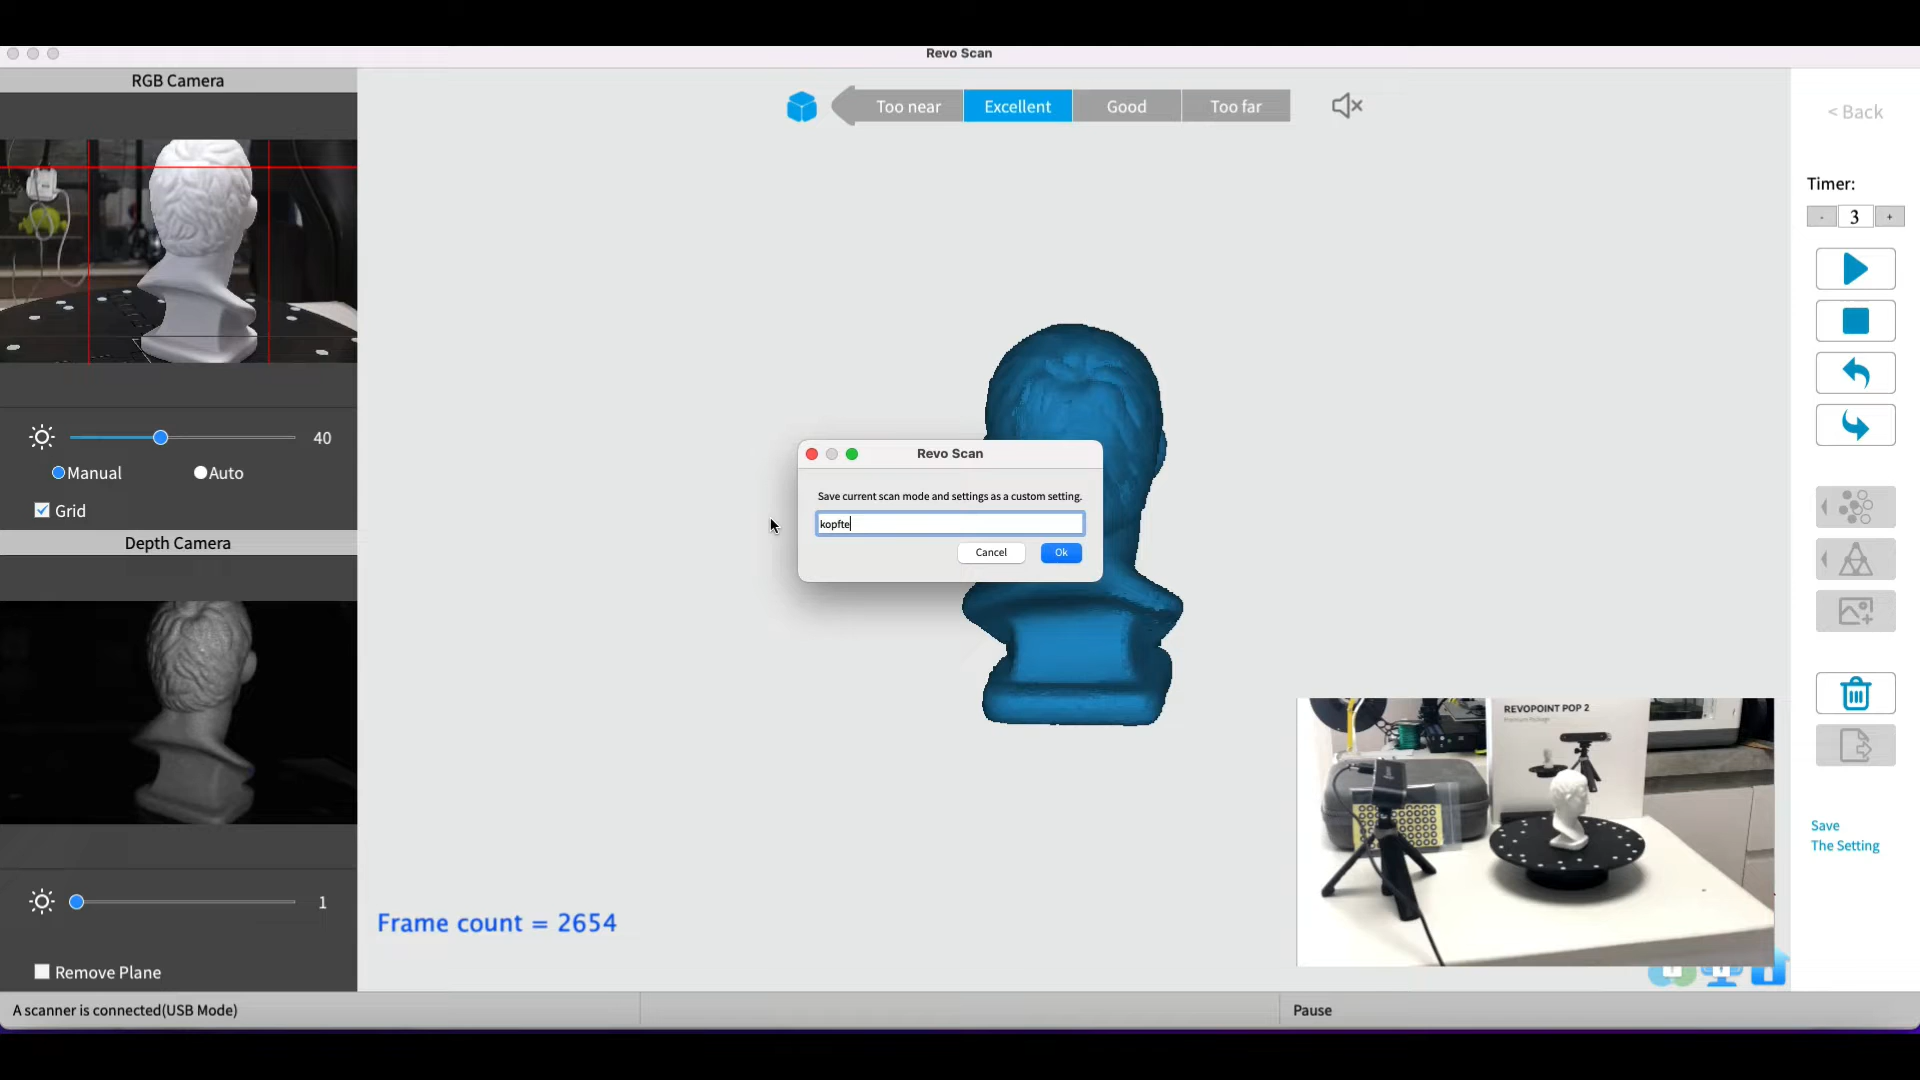 Revo Scan
RGB Camera
Too near
Excellent
Good
Too far
< Back
Timer:
- 3 +
40
Manual
Auto
Grid
Depth Camera
Revo Scan
Save current scan mode and settings as a custom setting.
kopfte
Cancel
Ok
REVOPOINT POP 2
Premium Package
Save
The Setting
1
Frame count = 2654
Remove Plane
A scanner is connected(USB Mode)
Pause